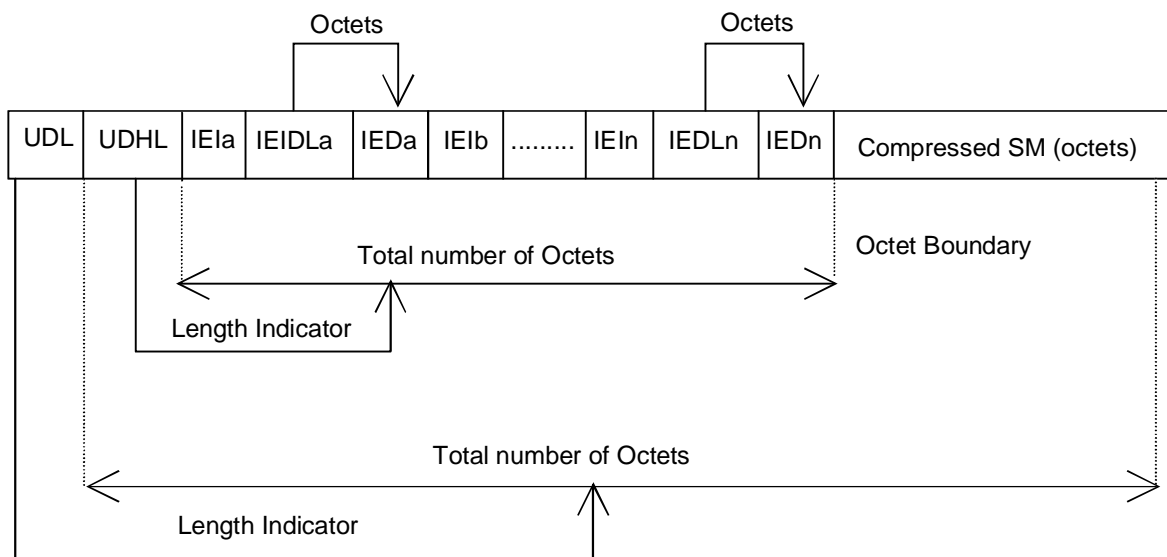 Octets Octets
UDL UDHL IEIa IEIDLa IEDa IEIb ......... IEIn IEDLn IEDn Compressed SM (octets)
Total number of Octets Octet Boundary
Length Indicator
Total number of Octets
Length Indicator